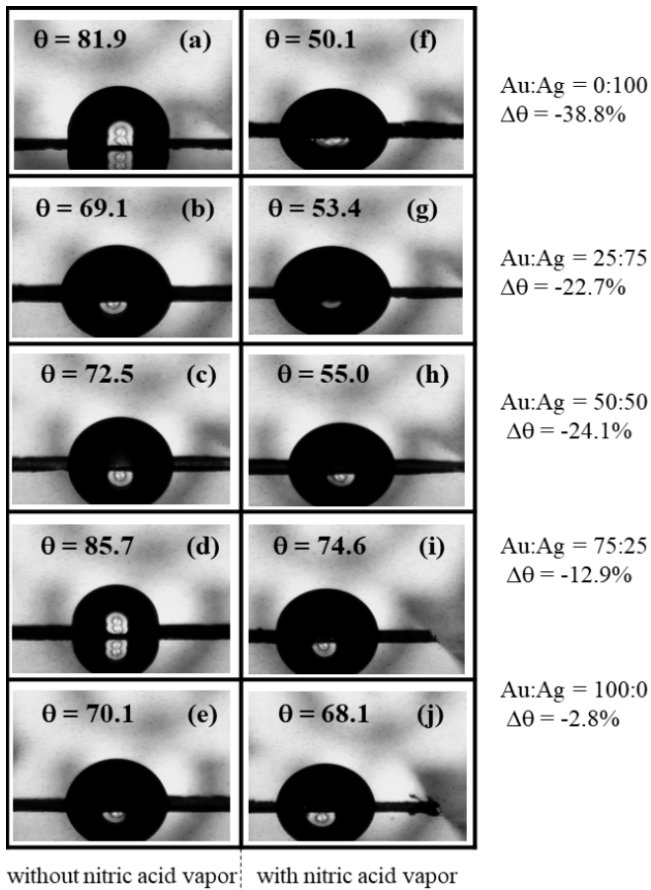 θ = 81.9 (a)
θ = 50.1 (f)
Au:Ag = 0:100
Δθ = -38.8%
θ = 69.1 (b)
θ = 53.4 (g)
Au:Ag = 25:75
Δθ = -22.7%
θ = 72.5 (c)
θ = 55.0 (h)
Au:Ag = 50:50
Δθ = -24.1%
θ = 85.7 (d)
θ = 74.6 (i)
Au:Ag = 75:25
Δθ = -12.9%
θ = 70.1 (e)
θ = 68.1 (j)
Au:Ag = 100:0
Δθ = -2.8%
without nitric acid vapor
with nitric acid vapor